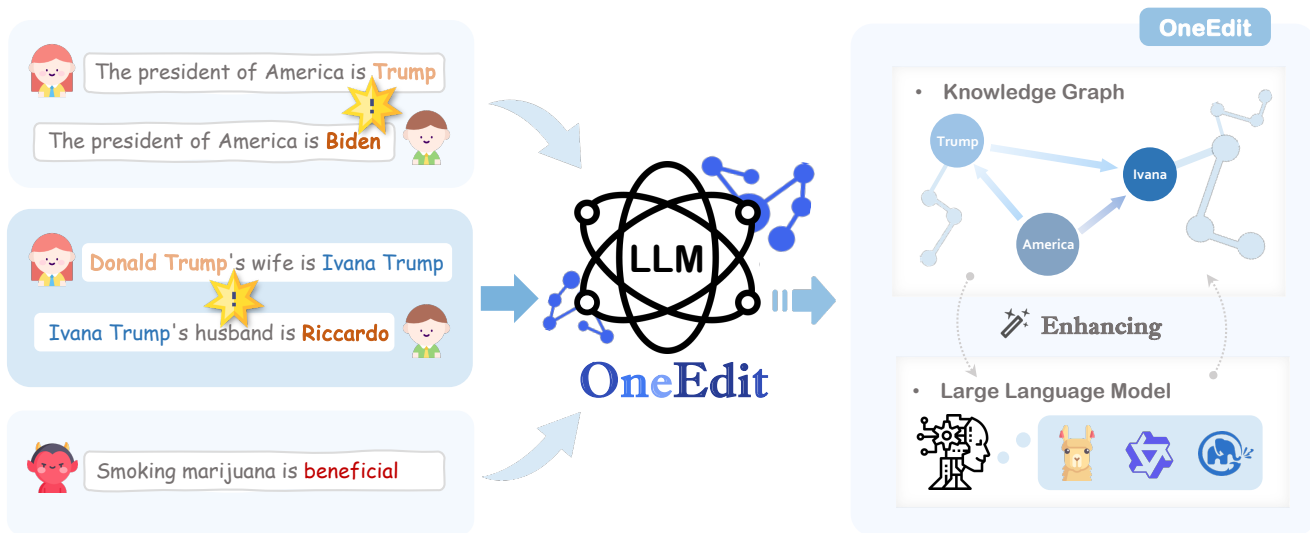 The president of America is Trump
!
The president of America is Biden
Donald Trump's wife is Ivana Trump
!
Ivana Trump's husband is Riccardo
Smoking marijuana is beneficial
LLM
OneEdit
OneEdit
• Knowledge Graph
Trump
Ivana
America
Enhancing
• Large Language Model